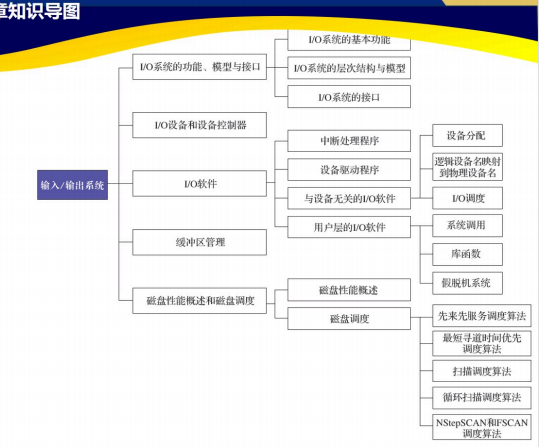 章知识导图
I/O系统的基本功能
I/O系统的功能、模型与接口
I/O系统的层次结构与模型
I/O系统的接口
I/O设备和设备控制器
中断处理程序
设备分配
设备驱动程序
逻辑设备名映射
到物理设备名
输入/输出系统
I/O软件
与设备无关的I/O软件
I/O调度
用户层的I/O软件
系统调用
缓冲区管理
库函数
假脱机系统
磁盘性能概述和磁盘调度
磁盘性能概述
磁盘调度
先来先服务调度算法
最短寻道时间优先
调度算法
扫描调度算法
循环扫描调度算法
NStepSCAN和FSCAN
调度算法